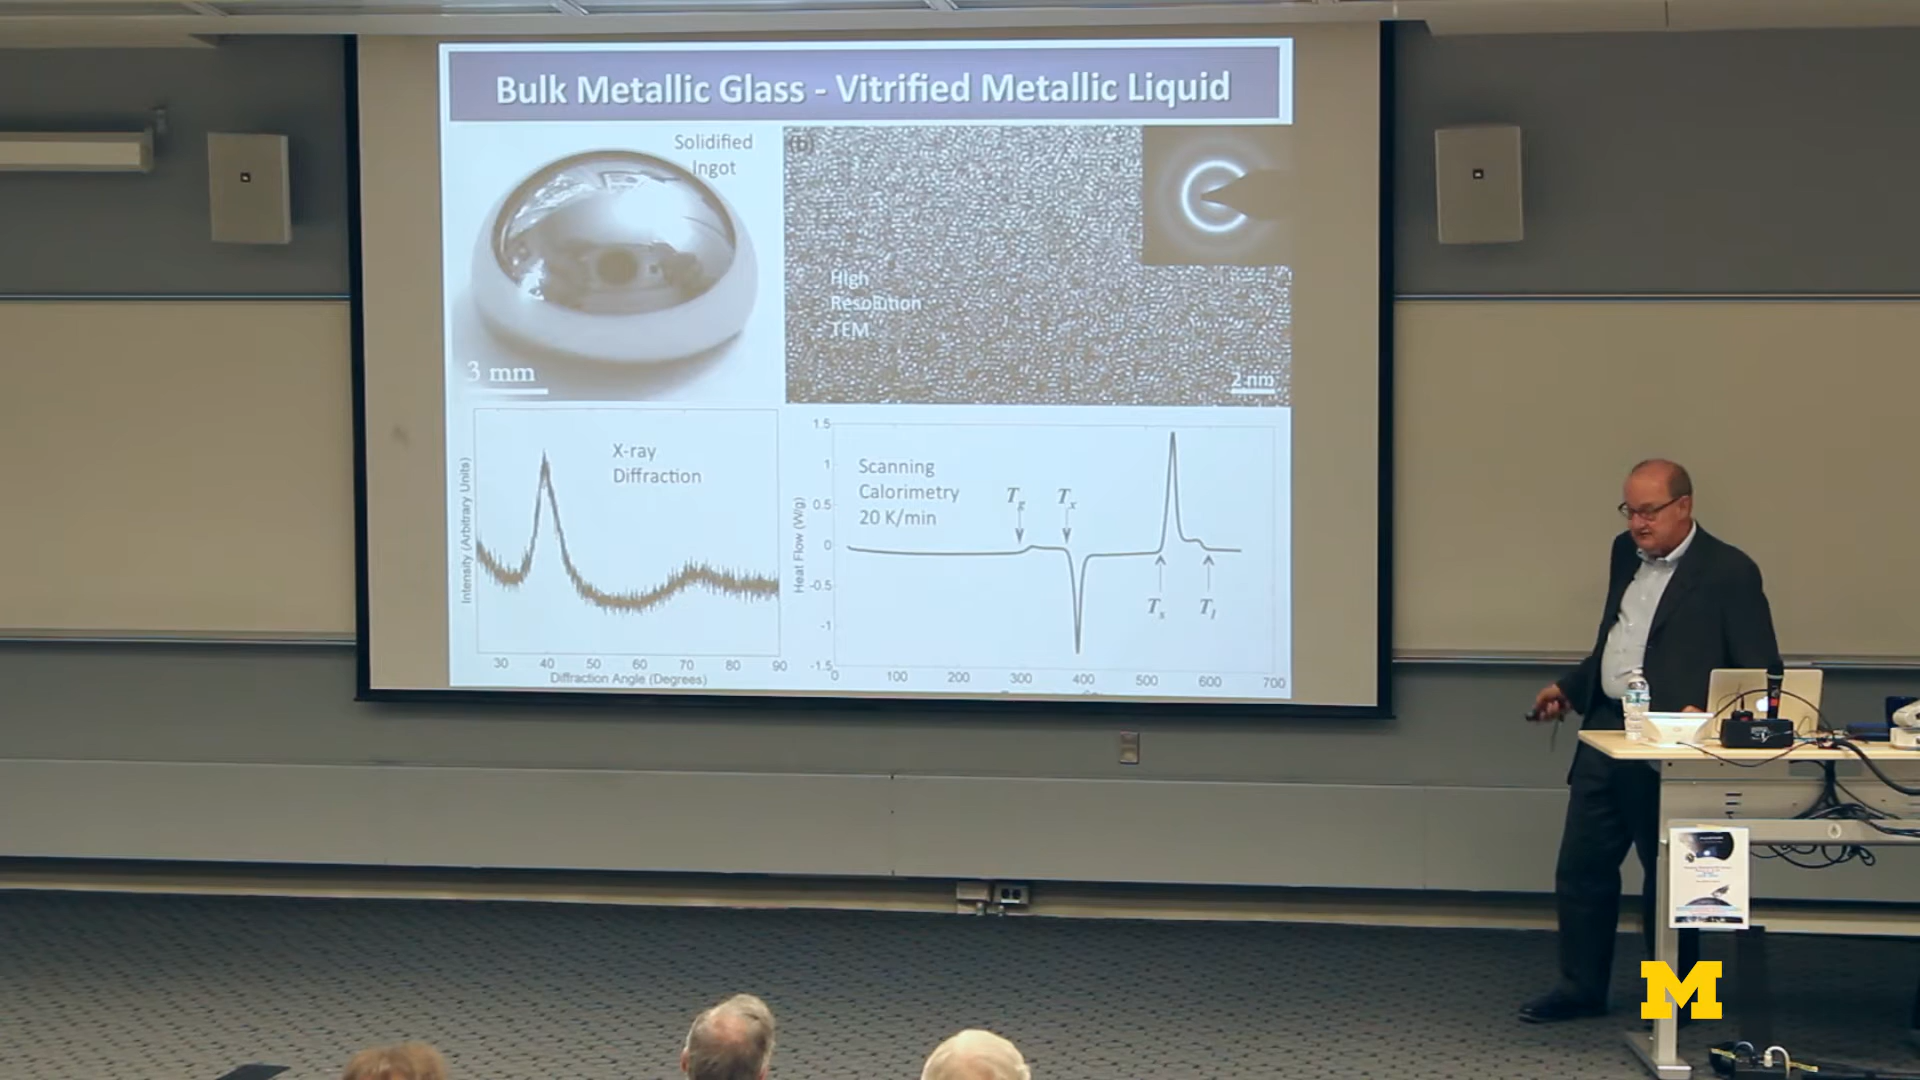 Bulk Metallic Glass - Vitrified Metallic Liquid
Solidified
Ingot
3 mm
(b)
High
Resolution
TEM
2 nm
X-ray
Diffraction
Intensity (Arbitrary Units)
30 40 50 60 70 80 90
Diffraction Angle (Degrees)
Scanning
Calorimetry
20 K/min
Heat Flow (W/g)
1.5
1
0.5
0
-0.5
-1
-1.5
Tg
Tx
Ts
Tl
0 100 200 300 400 500 600 700
M